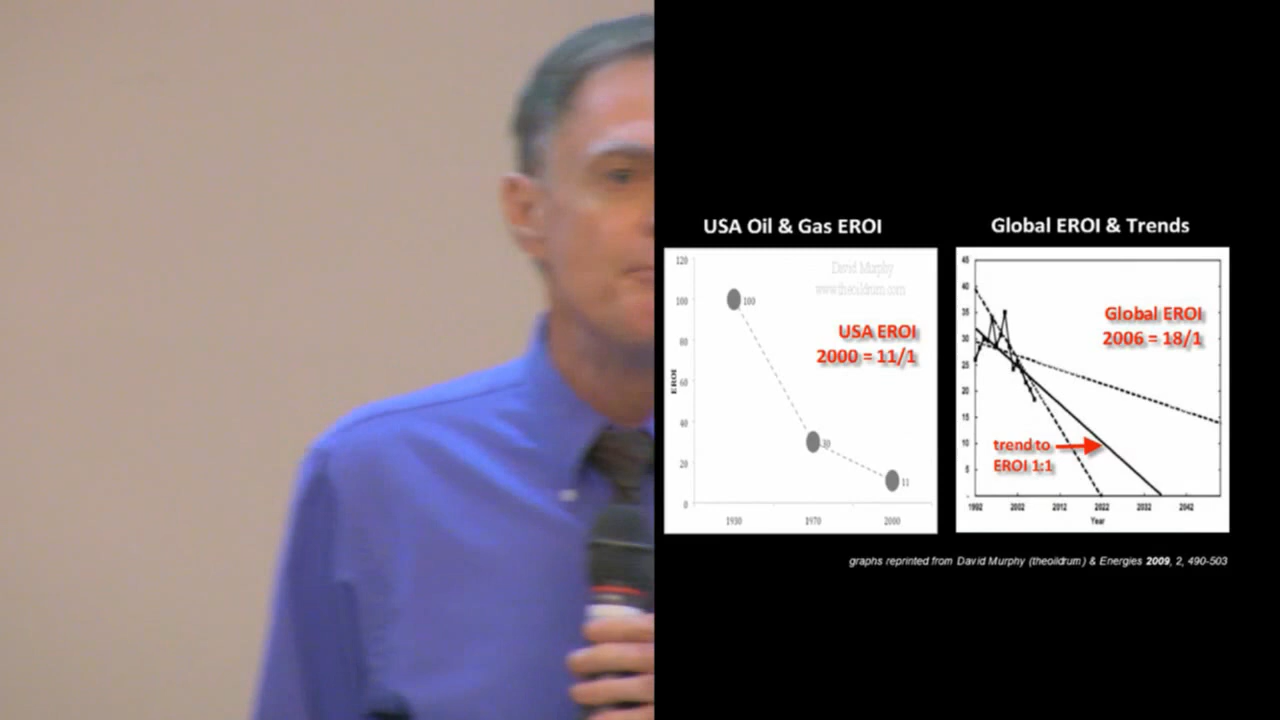 USA Oil & Gas EROI
Global EROI & Trends
120
100
80
60
40
20
0
EROI
David Murphy
www.theoildrum.com
100
30
11
USA EROI
2000 = 11/1
1930
1970
2000
45
40
35
30
25
20
15
10
5
Global EROI
2006 = 18/1
trend to
EROI 1:1
1992
2002
2012
2022
2032
2042
Year
graphs reprinted from David Murphy (theoildrum) & Energies 2009, 2, 490-503